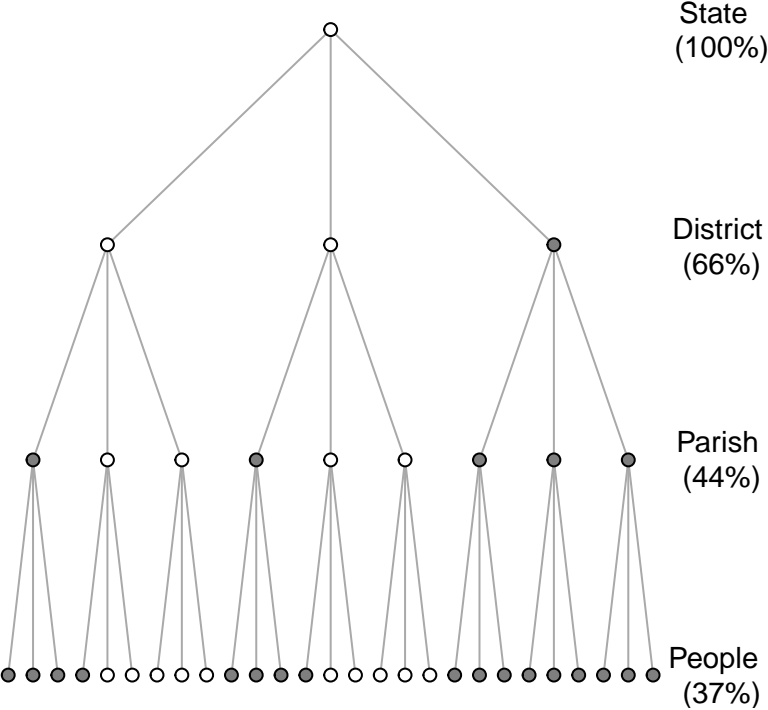 State
(100%)
District
(66%)
Parish
(44%)
People
(37%)